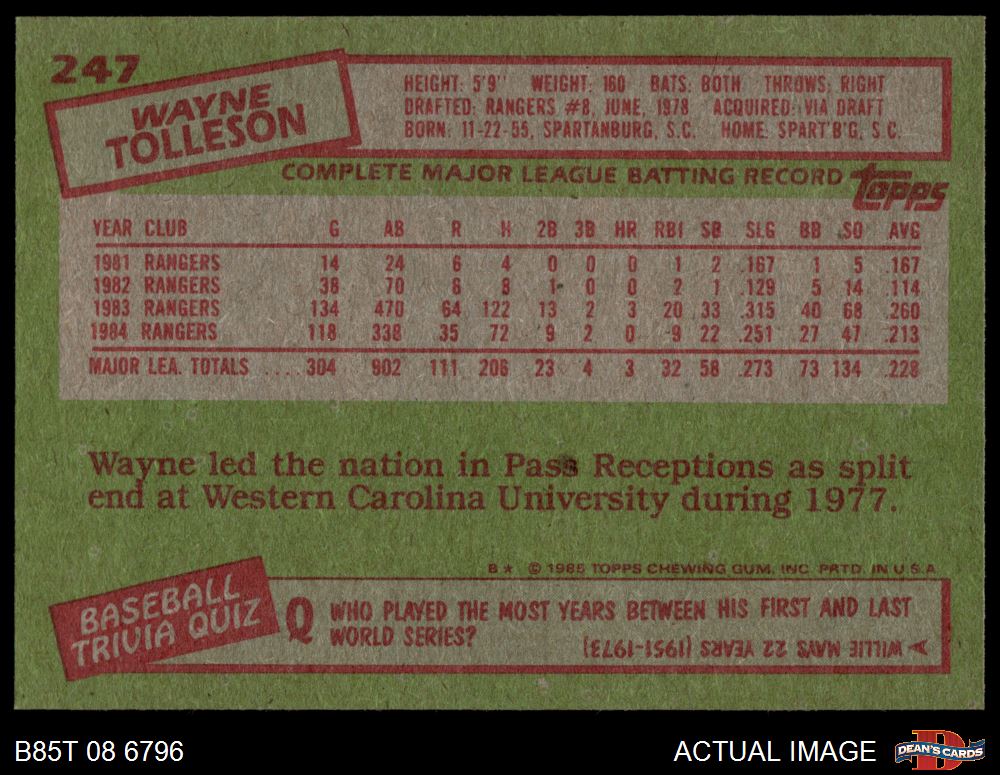 247
WAYNE
TOLLESON
HEIGHT: 5'9" WEIGHT: 160 BATS: BOTH THROWS: RIGHT
DRAFTED: RANGERS #8, JUNE, 1978 ACQUIRED: VIA DRAFT
BORN: 11-22-55, SPARTANBURG, S.C. HOME: SPART'B'G, S.C.
COMPLETE MAJOR LEAGUE BATTING RECORD
topps
YEAR CLUB G AB R H 2B 3B HR RBI SB SLG BB SO AVG
1981 RANGERS 14 24 6 4 0 0 0 1 2 .167 1 5 .167
1982 RANGERS 38 70 6 8 1 0 0 2 1 .129 5 14 .114
1983 RANGERS 134 470 64 122 13 2 3 20 33 .315 40 68 .260
1984 RANGERS 118 338 35 72 9 2 0 9 22 .251 27 47 .213
MAJOR LEA. TOTALS .... 304 902 111 206 23 4 3 32 58 .273 73 134 .228
Wayne led the nation in Pass Receptions as split
end at Western Carolina University during 1977.
B★ © 1985 TOPPS CHEWING GUM, INC. PRTD. IN U.S.A.
BASEBALL
TRIVIA QUIZ
Q WHO PLAYED THE MOST YEARS BETWEEN HIS FIRST AND LAST
WORLD SERIES?
A WILLIE MAYS 22 YEARS (1951-1973)
B85T 08 6796
ACTUAL IMAGE
D
DEAN'S CARDS